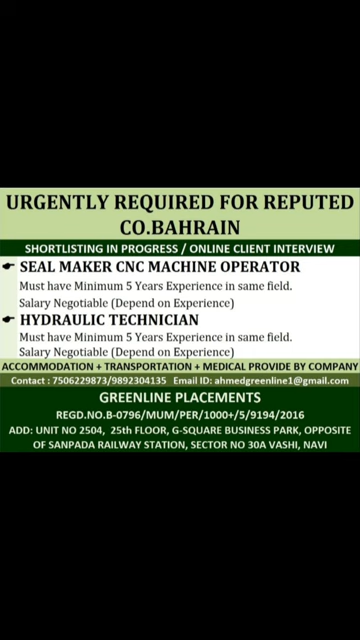 URGENTLY REQUIRED FOR REPUTED
CO.BAHRAIN
SHORTLISTING IN PROGRESS / ONLINE CLIENT INTERVIEW
SEAL MAKER CNC MACHINE OPERATOR
Must have Minimum 5 Years Experience in same field.
Salary Negotiable (Depend on Experience)
HYDRAULIC TECHNICIAN
Must have Minimum 5 Years Experience in same field.
Salary Negotiable (Depend on Experience)
ACCOMMODATION + TRANSPORTATION + MEDICAL PROVIDE BY COMPANY
Contact : 7506229873/9892304135 Email ID: ahmedgreenline1@gmail.com
GREENLINE PLACEMENTS
REGD.NO.B-0796/MUM/PER/1000+/5/9194/2016
ADD: UNIT NO 2504, 25th FLOOR, G-SQUARE BUSINESS PARK, OPPOSITE
OF SANPADA RAILWAY STATION, SECTOR NO 30A VASHI, NAVI